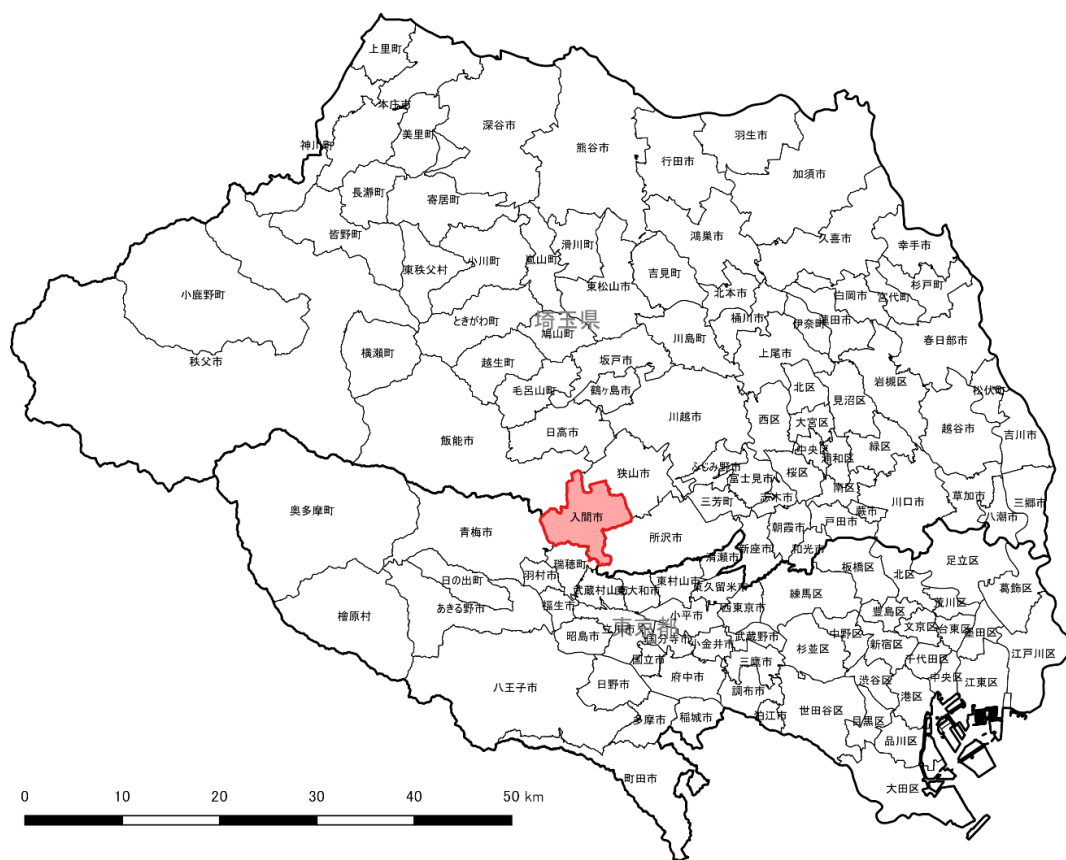 上里町
本庄市
美里町
深谷市
神川町
熊谷市
行田市
羽生市
加須市
長瀞町
寄居町
皆野町
鴻巣市
久喜市
幸手市
滑川町
小川町
嵐山町
東秩父村
吉見町
東松山市
北本市
白岡市
宮代町
杉戸町
小鹿野町
埼玉県
ときがわ町
鳩山町
桶川市
伊奈町
蓮田市
秩父市
横瀬町
越生町
坂戸市
川島町
上尾市
春日部市
毛呂山町
鶴ヶ島市
北区
岩槻区
見沼区
松伏町
川越市
西区
大宮区
日高市
飯能市
越谷市
吉川市
中央区
緑区
浦和区
狭山市
ふじみ野市
富士見市
桜区
南区
志木市
三芳町
川口市
草加市
三郷市
八潮市
蕨市
戸田市
奥多摩町
青梅市
入間市
所沢市
朝霞市
新座市
和光市
清瀬市
板橋区
北区
足立区
葛飾区
瑞穂町
羽村市
日の出町
武蔵村山市
東大和市
東村山市
東久留米市
練馬区
檜原村
あきる野市
福生市
小平市
西東京市
豊島区
荒川区
文京区
台東区
墨田区
東京都
立川市
昭島市
国分寺市
小金井市
武蔵野市
中野区
杉並区
新宿区
千代田区
江戸川区
国立市
三鷹市
府中市
渋谷区
中央区
江東区
八王子市
日野市
調布市
港区
世田谷区
目黒区
多摩市
稲城市
狛江市
品川区
町田市
大田区
0 10 20 30 40 50 km